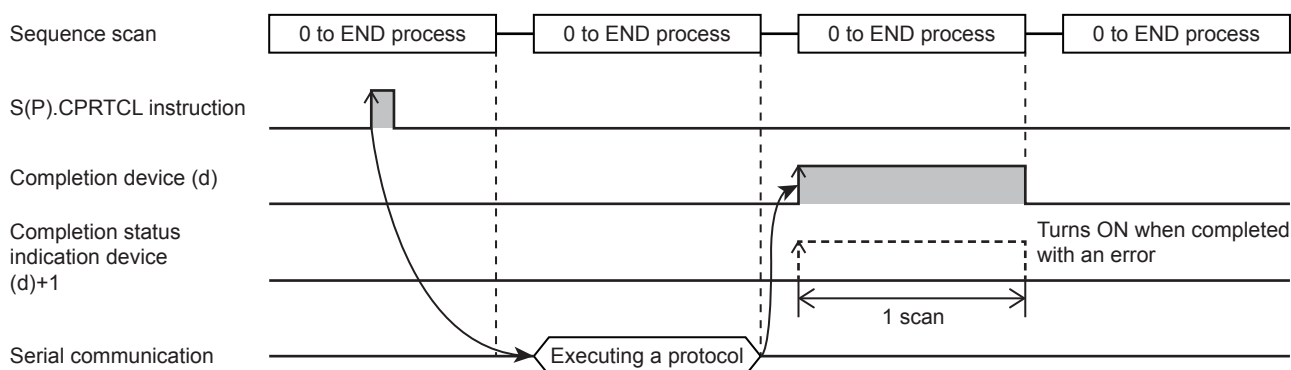 Sequence scan
0 to END process
0 to END process
0 to END process
0 to END process
S(P).CPRTCL instruction
Completion device (d)
Completion status
indication device
(d)+1
Turns ON when completed
with an error
1 scan
Serial communication
Executing a protocol